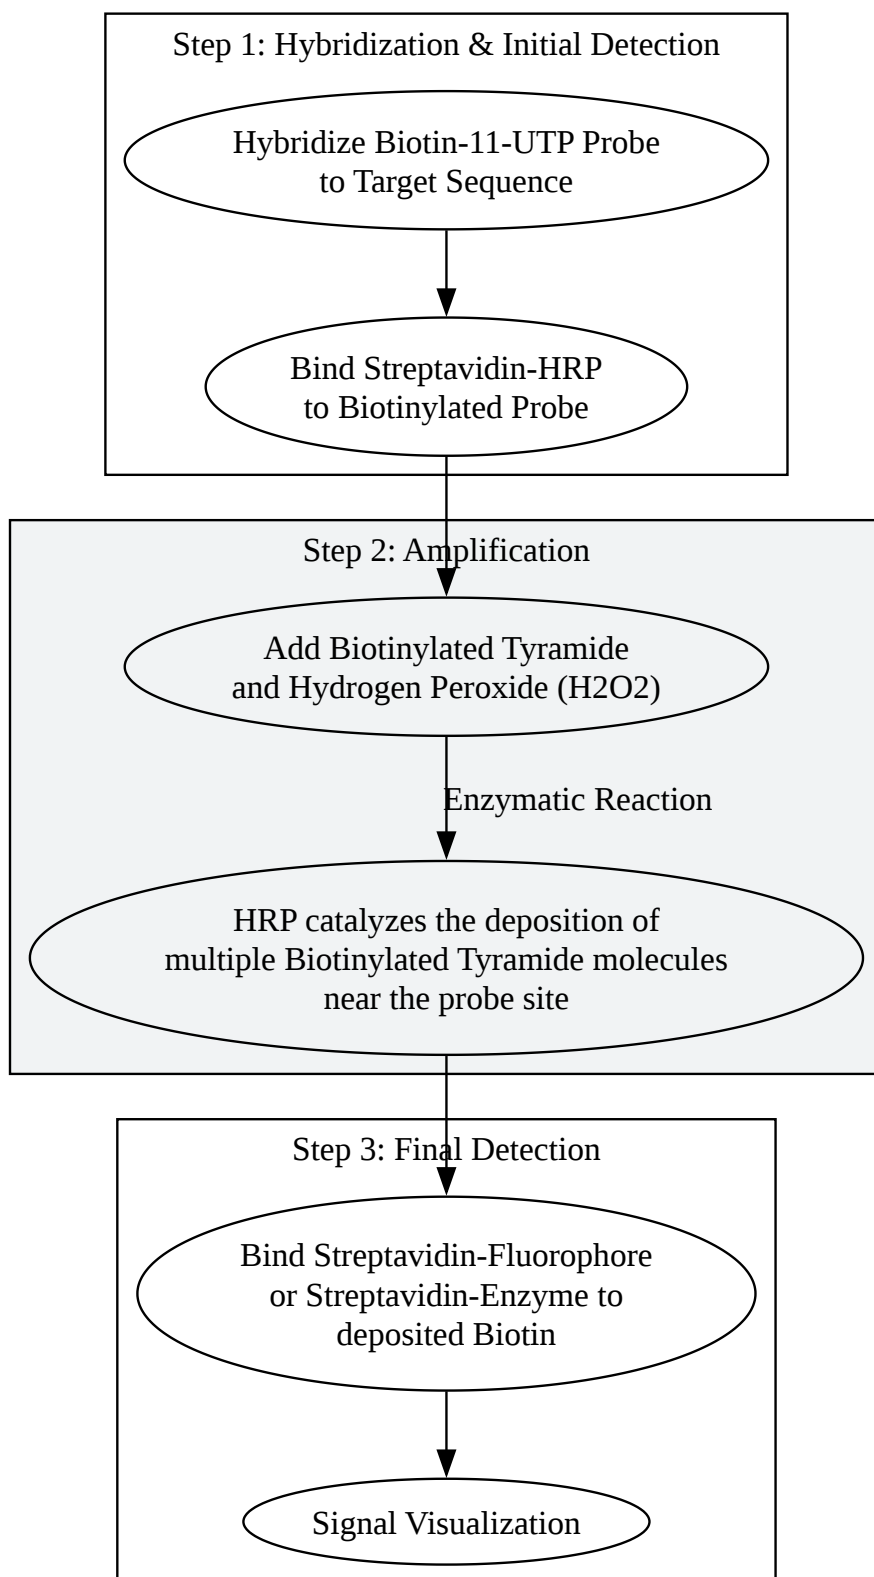 Step 1: Hybridization & Initial Detection
Hybridize Biotin-11-UTP Probe
to Target Sequence
Bind Streptavidin-HRP
to Biotinylated Probe
Step 2: Amplification
Add Biotinylated Tyramide
and Hydrogen Peroxide (H2O2)
Enzymatic Reaction
HRP catalyzes the deposition of
multiple Biotinylated Tyramide molecules
near the probe site
Step 3: Final Detection
Bind Streptavidin-Fluorophore
or Streptavidin-Enzyme to
deposited Biotin
Signal Visualization